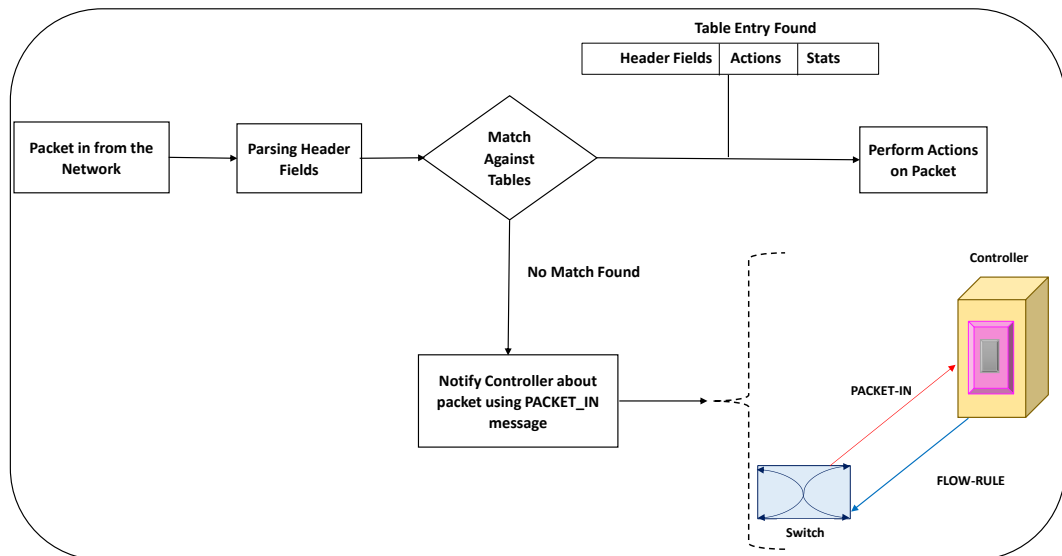 Table Entry Found
Header Fields
Actions
Stats
Packet in from the
Network
Parsing Header
Fields
Match
Against
Tables
Perform Actions
on Packet
No Match Found
Notify Controller about
packet using PACKET_IN
message
Controller
PACKET-IN
FLOW-RULE
Switch